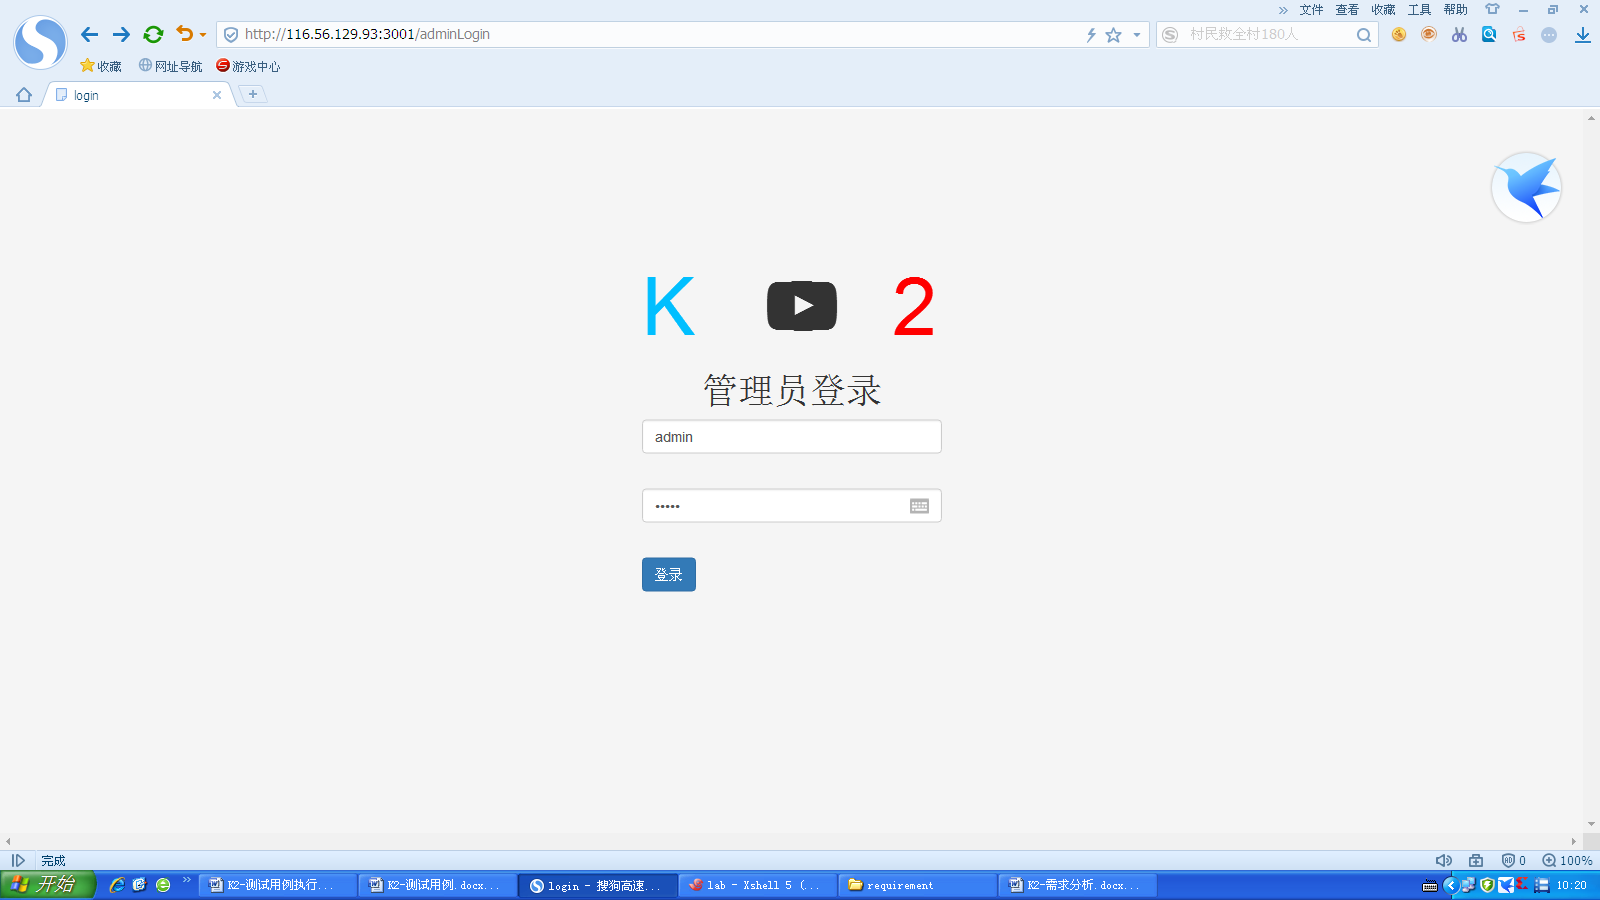 » 文件 查看 收藏 工具 帮助
http://116.56.129.93:3001/adminLogin
村民救全村180人
收藏 网址导航 游戏中心
login
K 2
管理员登录
admin
•••••
登录
完成
0 100%
开始
K2-测试用例执行...
K2-测试用例.docx...
login - 搜狗高速...
lab - Xshell 5 (...
requirement
K2-需求分析.docx...
10:20